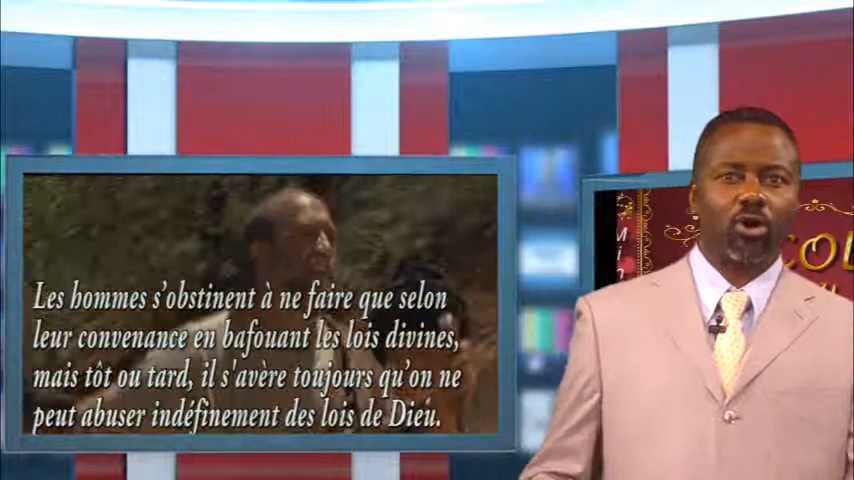 Les hommes s'obstinent à ne faire que selon
leur convenance en bafouant les lois divines,
mais tôt ou tard, il s'avère toujours qu'on ne
peut abuser indéfinement des lois de Dieu.
COL